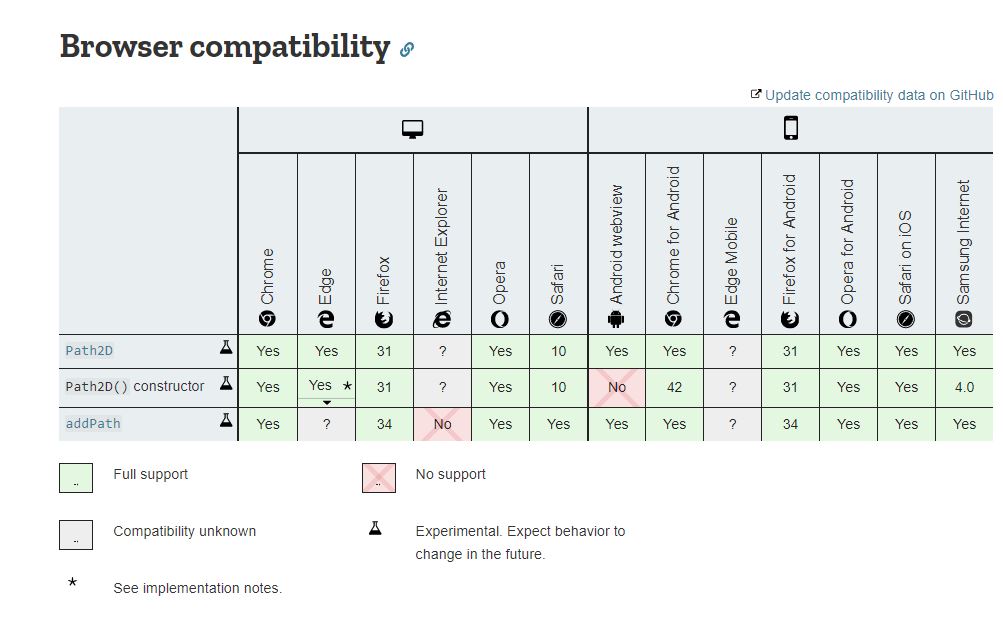 Browser compatibility
Update compatibility data on GitHub
Chrome
Edge
Firefox
Internet Explorer
Opera
Safari
Android webview
Chrome for Android
Edge Mobile
Firefox for Android
Opera for Android
Safari on iOS
Samsung Internet
Path2D Yes Yes 31 ? Yes 10 Yes Yes ? 31 Yes Yes Yes
Path2D() constructor Yes Yes * 31 ? Yes 10 No 42 ? 31 Yes Yes 4.0
addPath Yes ? 34 No Yes Yes Yes Yes ? 34 Yes Yes Yes
.. Full support .. No support
.. Compatibility unknown Experimental. Expect behavior to
change in the future.
* See implementation notes.